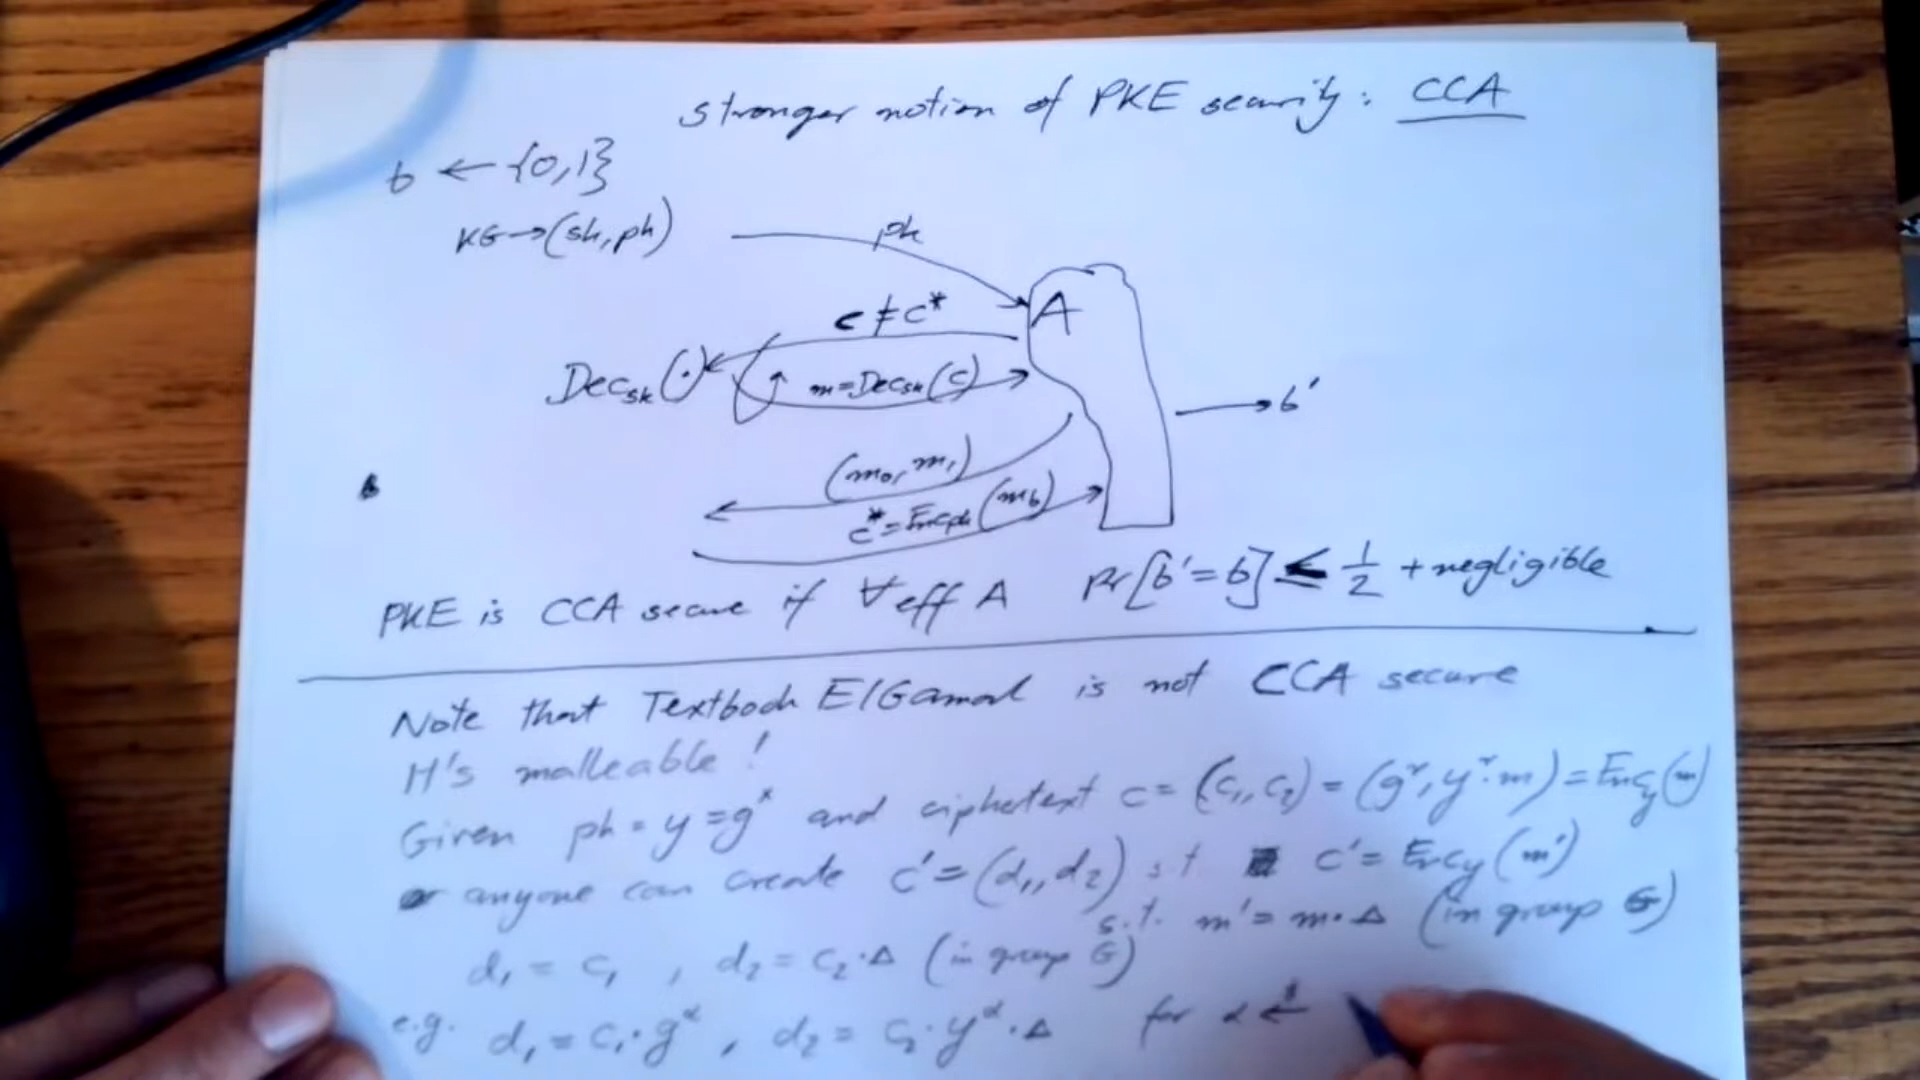 stronger notion of PKE security: CCA
b ← {0,1}
KG→(sk, pk)
pk
A
c ≠ c*
Dec_sk(·)
m=Dec_sk(c)
→ b'
(m₀, m₁)
c* = Enc_pk(m_b)
PKE is CCA secure if ∀ eff A Pr[b'=b] ≤ 1/2 + negligible
Note that Textbook ElGamal is not CCA secure
It's malleable!
Given pk = y = g^x and ciphertext c = (c₁, c₂) = (g^r, y^r·m) = Enc_y(m)
anyone can create c' = (d₁, d₂) s.t. c' = Enc_y(m')
s.t. m' = m·Δ (in group G)
d₁ = c₁ , d₂ = c₂·Δ (in group G)
e.g. d₁ = c₁·g^α , d₂ = c₂·y^α·Δ for α ←$